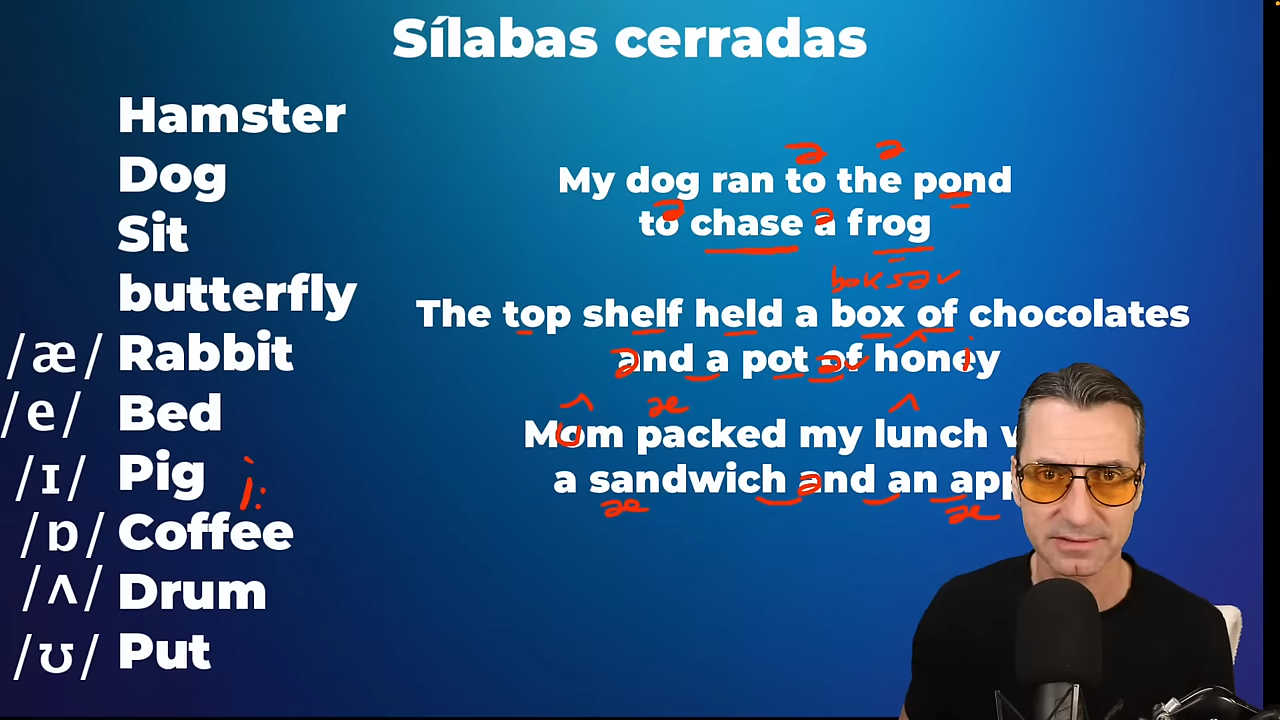 Sílabas cerradas
Hamster
Dog
Sit
butterfly
/æ/ Rabbit
/e/ Bed
/ɪ/ Pig i:
/ɒ/ Coffee
/ʌ/ Drum
/ʊ/ Put
ə ə
My dog ran to the pond
ə ə
to chase a frog
bɒksəv
The top shelf held a box of chocolates
ə əv ʌ i
and a pot of honey
ʌ æ ʌ
Mom packed my lunch
ə
a sandwich and an
æ æ